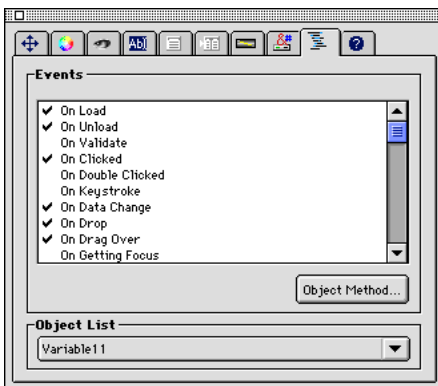 Ab
&#
?
Events
✔ On Load
✔ On Unload
On Validate
✔ On Clicked
On Double Clicked
On Keystroke
✔ On Data Change
✔ On Drop
✔ On Drag Over
On Getting Focus
Object Method...
Object List
Variable11